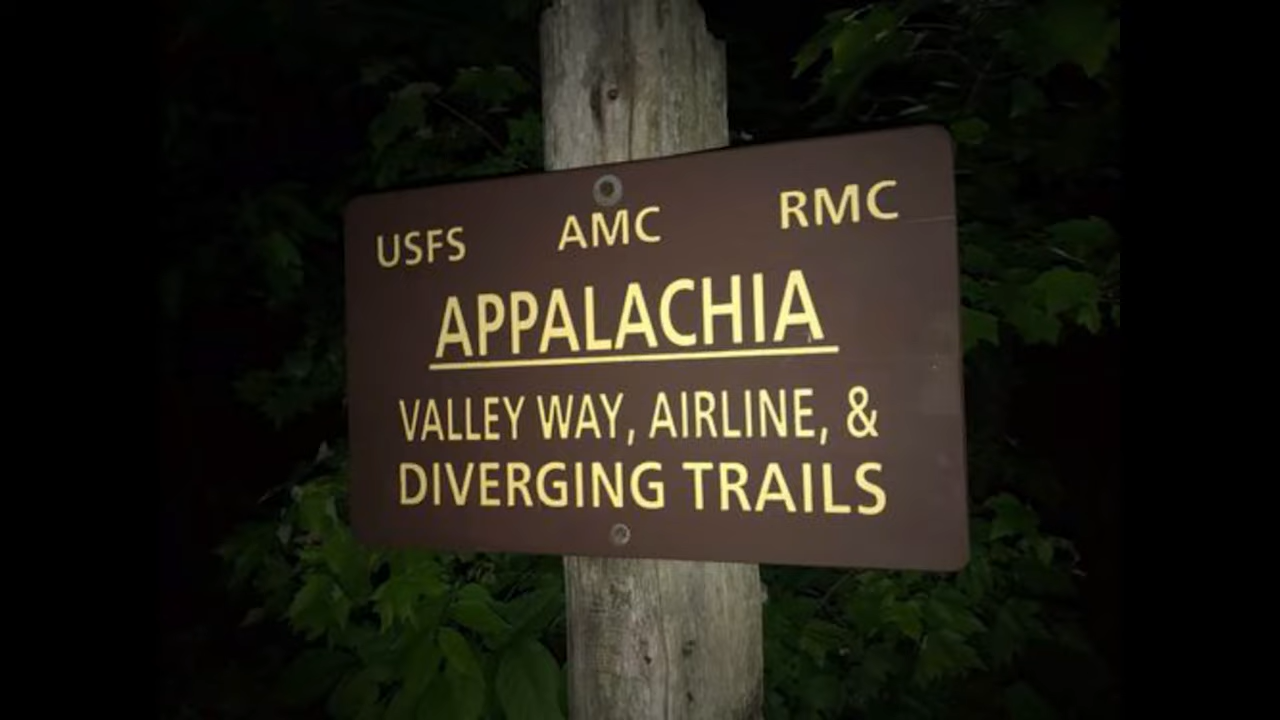 USFS AMC RMC
APPALACHIA
VALLEY WAY, AIRLINE, &
DIVERGING TRAILS